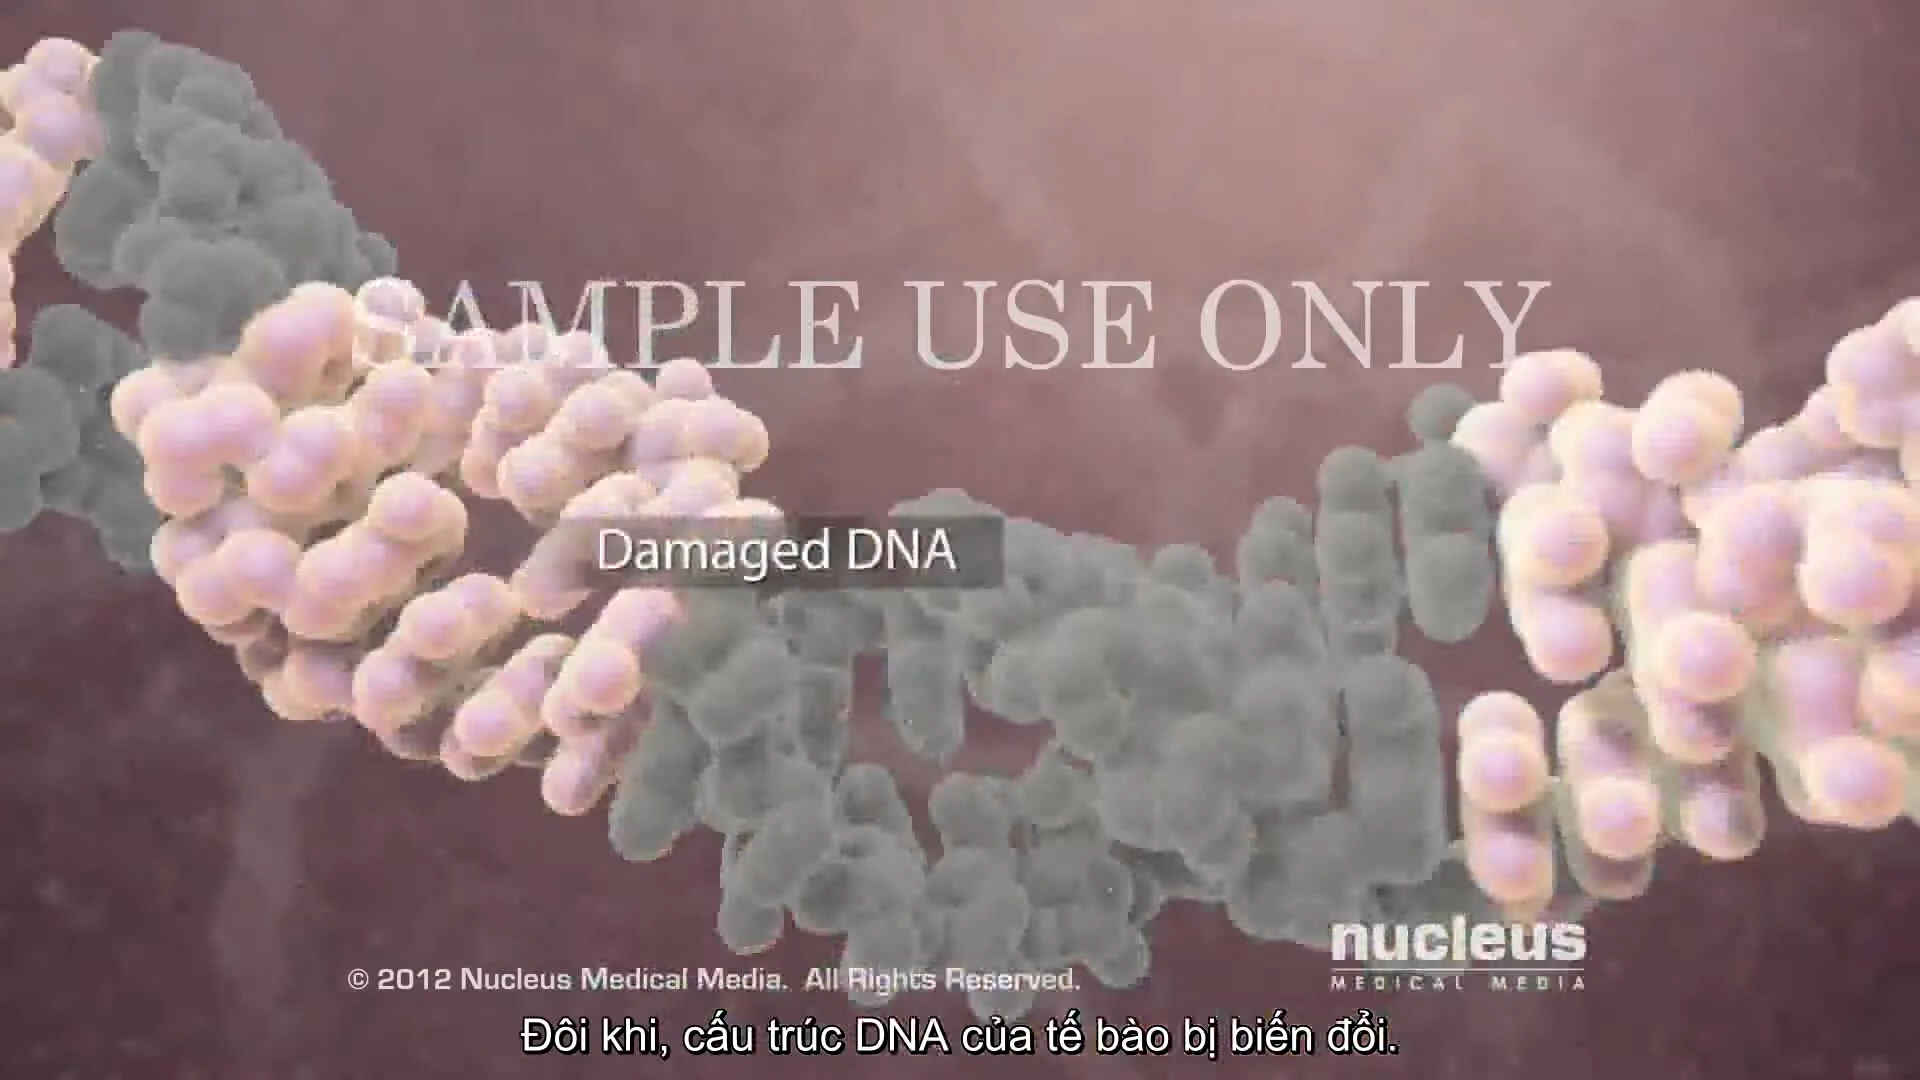 SAMPLE USE ONLY
Damaged DNA
nucleus
MEDICAL MEDIA
© 2012 Nucleus Medical Media. All Rights Reserved.
Đôi khi, cấu trúc DNA của tế bào bị biến đổi.